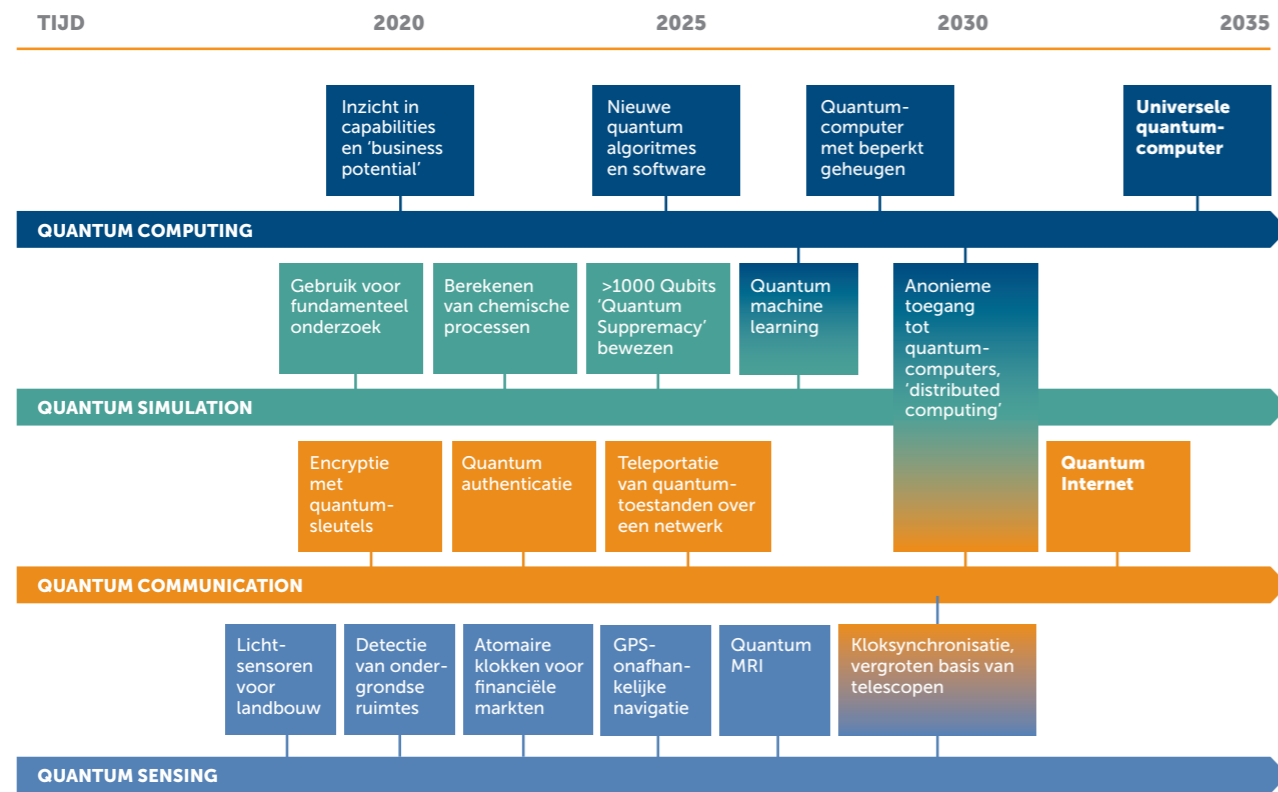 TIJD 2020 2025 2030 2035
Inzicht in
capabilities
en ‘business
potential’
Nieuwe
quantum
algoritmes
en software
Quantum-
computer
met beperkt
geheugen
Universele
quantum-
computer
QUANTUM COMPUTING
Gebruik voor
fundamenteel
onderzoek
Berekenen
van chemische
processen
>1000 Qubits
‘Quantum
Suppremacy’
bewezen
Quantum
machine
learning
Anonieme
toegang
tot
quantum-
computers,
‘distributed
computing’
QUANTUM SIMULATION
Encryptie
met
quantum-
sleutels
Quantum
authenticatie
Teleportatie
van quantum-
toestanden over
een netwerk
Quantum
Internet
QUANTUM COMMUNICATION
Licht-
sensoren
voor
landbouw
Detectie
van onder-
grondse
ruimtes
Atomaire
klokken voor
financiële
markten
GPS-
onafhan-
kelijke
navigatie
Quantum
MRI
Kloksynchronisatie,
vergroten basis van
telescopen
QUANTUM SENSING